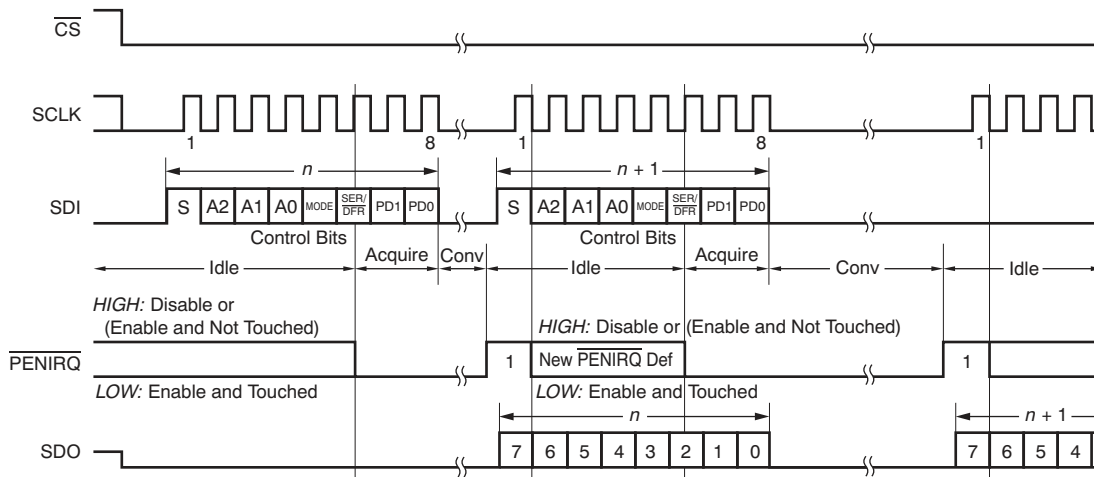 CS
SCLK
1 8 1 8 1
n n + 1
SDI S A2 A1 A0 MODE SER/DFR PD1 PD0 S A2 A1 A0 MODE SER/DFR PD1 PD0
Control Bits Control Bits
Idle Acquire Conv Idle Acquire Conv Idle
HIGH: Disable or
(Enable and Not Touched)
HIGH: Disable or (Enable and Not Touched)
PENIRQ 1 New PENIRQ Def 1
LOW: Enable and Touched LOW: Enable and Touched
n n + 1
SDO 7 6 5 4 3 2 1 0 7 6 5 4